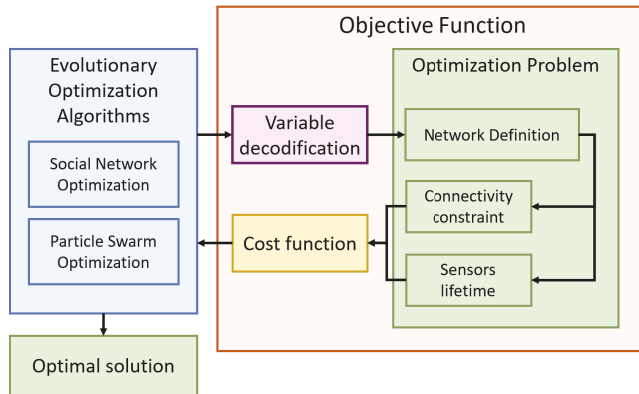 Objective Function
Evolutionary
Optimization
Algorithms
Social Network
Optimization
Particle Swarm
Optimization
Optimal solution
Variable
decodification
Cost function
Optimization Problem
Network Definition
Connectivity
constraint
Sensors
lifetime